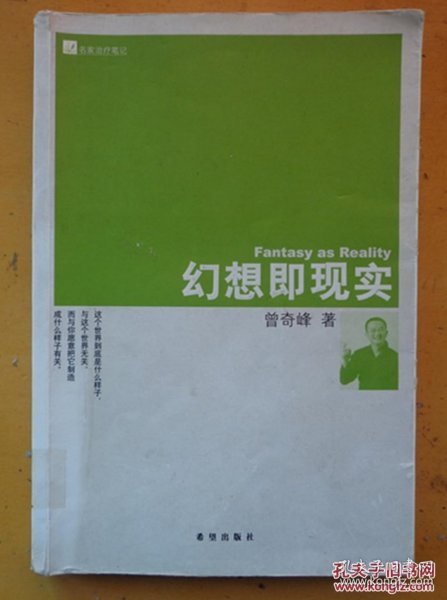 名家治疗笔记
Fantasy as Reality
幻想即现实
曾奇峰 著
这个世界到底是什么样子，
与这个世界无关。
而与你愿意把它制造
成什么样子有关。
希望出版社
孔夫子旧书网
www.kongfz.com